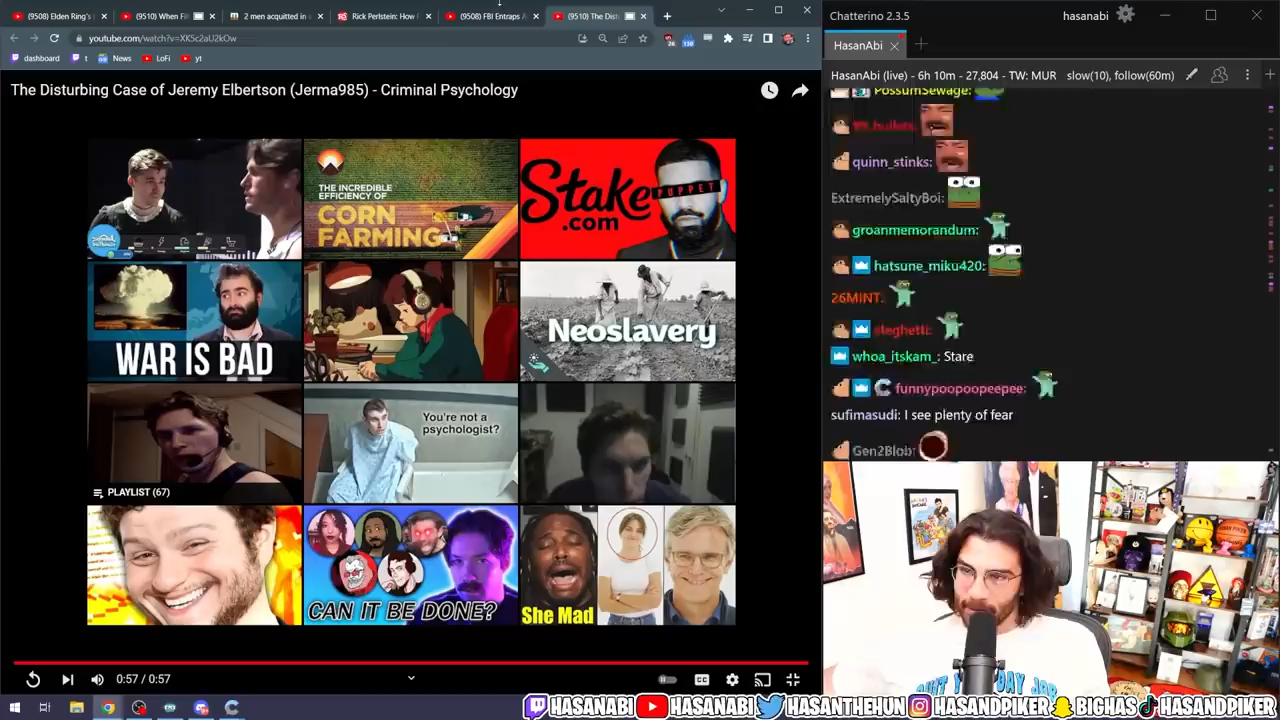 (9508) Elden Ring's
(9510) When Fil
2 men acquitted in
Rick Perlstein: How
(9508) FBI Entraps A
(9510) The Dist
youtube.com/watch?v=XK5c2aU2kOw
dashboard
t
News
LoFi
yt
The Disturbing Case of Jeremy Elbertson (Jerma985) - Criminal Psychology
THE INCREDIBLE
EFFICIENCY OF
CORN
FARMING
Stake
PUPPET
.com
WAR IS BAD
Neoslavery
PLAYLIST (67)
You're not a
psychologist?
CAN IT BE DONE?
She Mad
0:57 / 0:57
Chatterino 2.3.5
hasanabi
HasanAbi
HasanAbi (live) - 6h 10m - 27,804 - TW: MUR
slow(10), follow(60m)
PossumSewage:
quinn_stinks:
ExtremelySaltyBoi:
groanmemorandum:
hatsune_miku420:
26MINT:
steghetti:
whoa_itskam_: Stare
funnypoopoopeepee:
sufimasudi: I see plenty of fear
Gen2Blob:
HASANABI
HASANABI
HASANTHEHUN
HASANDPIKER
BIGHAS
HASANDPIKER